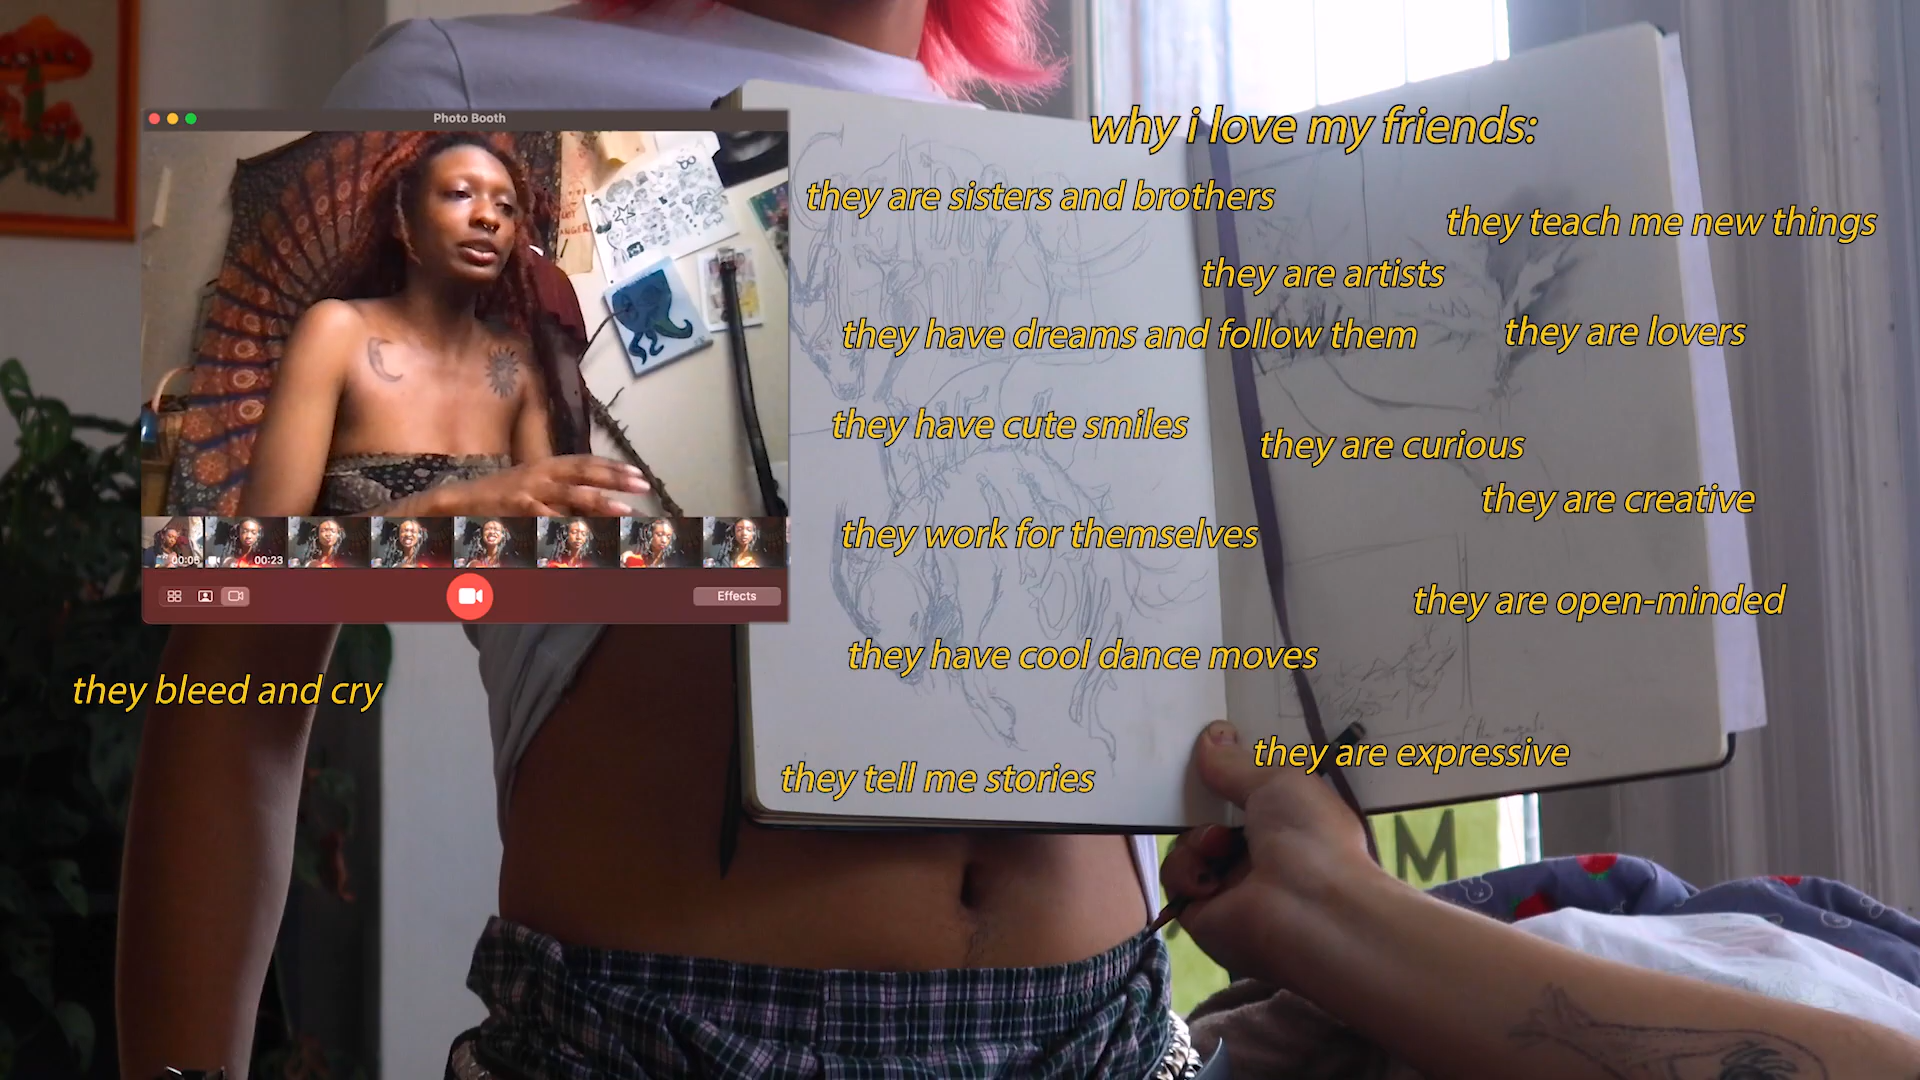 Photo Booth
why i love my friends:
they are sisters and brothers
they teach me new things
they are artists
they have dreams and follow them
they are lovers
they have cute smiles
they are curious
they are creative
they work for themselves
00:06
00:23
Effects
they are open-minded
they have cool dance moves
they bleed and cry
they are expressive
they tell me stories
M